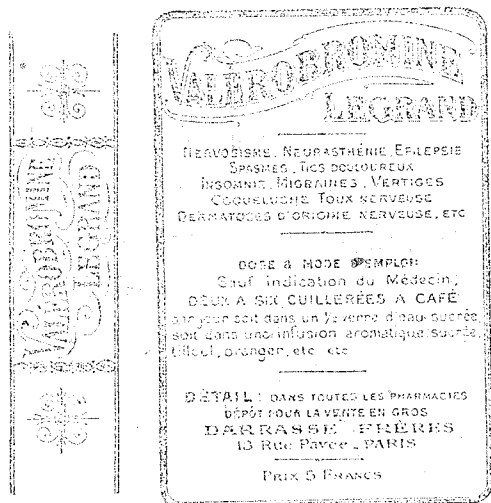 VALEROBROMINE
LEGRAND
VALÉROBROMINE
LEGRAND
NERVOSISME, NEURASTHÉNIE, EPILEPSIE
SPASMES, TICS DOULOUREUX
INSOMNIE, MIGRAINES, VERTIGES
COQUELUCHE TOUX NERVEUSE
DERMATOSES D'ORIGINE NERVEUSE, ETC
DOSE & MODE D'EMPLOI:
Sauf indication du Médecin;
DEUX A SIX CUILLERÉES A CAFÉ
par jour soit dans un ½ verre d'eau sucrée,
soit dans une infusion aromatique sucrée,
tilleul, oranger, etc etc
DÉTAIL: DANS TOUTES LES PHARMACIES
DÉPÔT POUR LA VENTE EN GROS
DARRASSE FRÈRES
13 Rue Pavée _ PARIS
PRIX 5 FRANCS